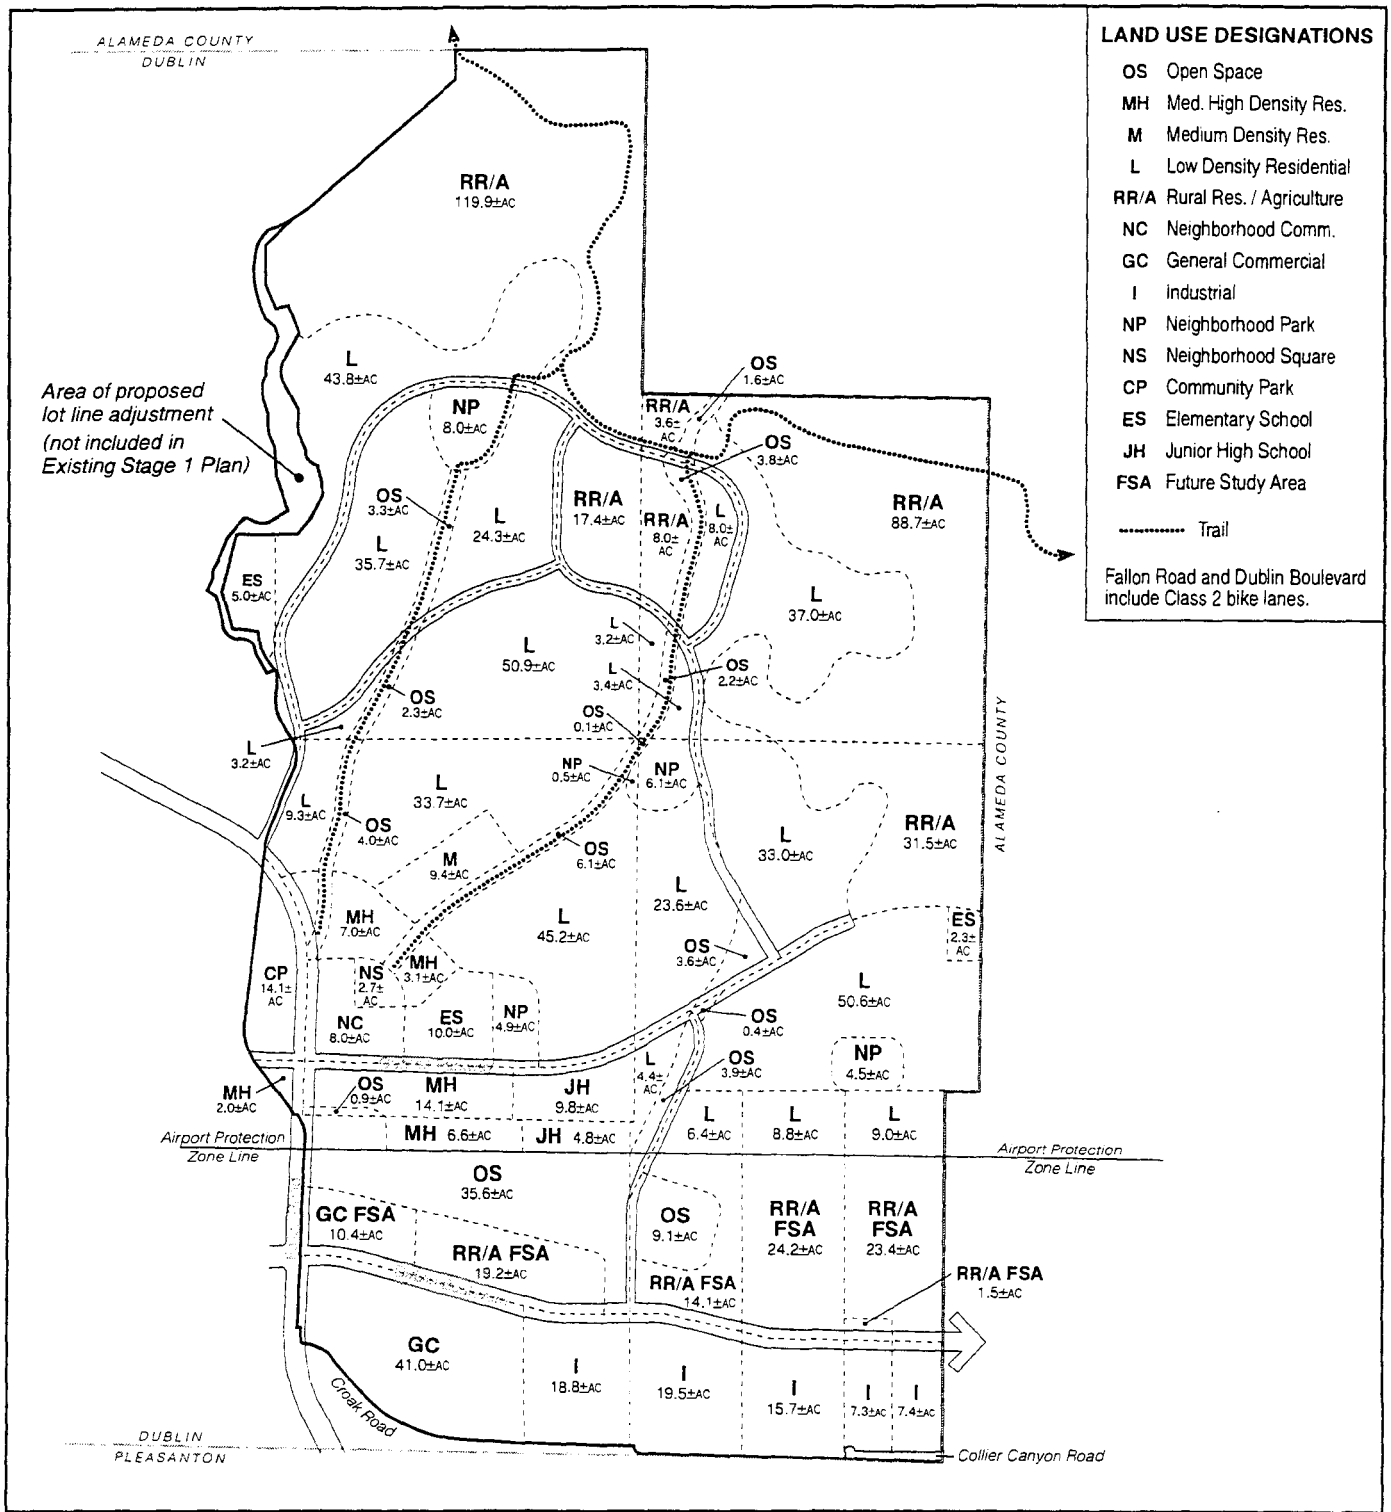 ALAMEDA COUNTY
DUBLIN
LAND USE DESIGNATIONS
OS Open Space
MH Med. High Density Res.
M Medium Density Res.
L Low Density Residential
RR/A Rural Res. / Agriculture
NC Neighborhood Comm.
GC General Commercial
I Industrial
NP Neighborhood Park
NS Neighborhood Square
CP Community Park
ES Elementary School
JH Junior High School
FSA Future Study Area
Trail
Fallon Road and Dublin Boulevard
include Class 2 bike lanes.
RR/A
119.9±AC
L
43.8±AC
Area of proposed
lot line adjustment
(not included in
Existing Stage 1 Plan)
NP
8.0±AC
OS
1.6±AC
RR/A
3.6±
AC
OS
3.8±AC
OS
3.3±AC
L
35.7±AC
L
24.3±AC
RR/A
17.4±AC
RR/A
8.0±
AC
L
8.0±
AC
RR/A
88.7±AC
ES
5.0±AC
L
37.0±AC
L
3.2±AC
L
50.9±AC
L
3.4±AC
OS
2.2±AC
OS
2.3±AC
OS
0.1±AC
L
3.2±AC
NP
0.5±AC
NP
6.1±AC
ALAMEDA COUNTY
L
9.3±AC
L
33.7±AC
OS
4.0±AC
M
9.4±AC
OS
6.1±AC
L
33.0±AC
RR/A
31.5±AC
L
23.6±AC
MH
7.0±AC
L
45.2±AC
ES
2.3±
AC
OS
3.6±AC
CP
14.1±
AC
NS
2.7±
AC
MH
3.1±AC
L
50.6±AC
NC
8.0±AC
ES
10.0±AC
NP
4.9±AC
OS
0.4±AC
NP
4.5±AC
L
4.4±
AC
OS
3.9±AC
MH
2.0±AC
OS
0.9±AC
MH
14.1±AC
JH
9.8±AC
L
6.4±AC
L
8.8±AC
L
9.0±AC
MH 6.6±AC
JH 4.8±AC
Airport Protection
Zone Line
Airport Protection
Zone Line
OS
35.6±AC
GC FSA
10.4±AC
RR/A FSA
19.2±AC
OS
9.1±AC
RR/A
FSA
24.2±AC
RR/A
FSA
23.4±AC
RR/A FSA
14.1±AC
RR/A FSA
1.5±AC
GC
41.0±AC
I
18.8±AC
I
19.5±AC
I
15.7±AC
I
7.3±AC
I
7.4±AC
Croak Road
DUBLIN
PLEASANTON
Collier Canyon Road